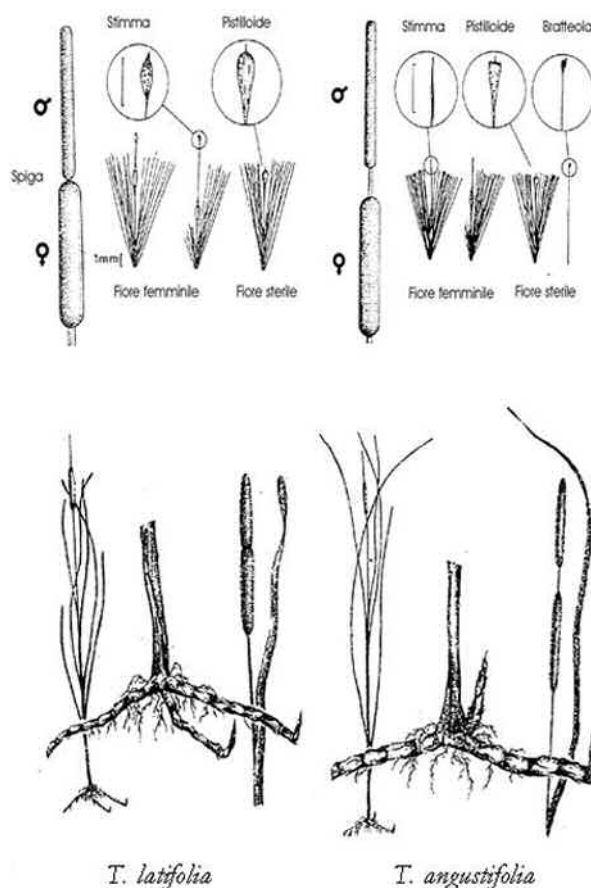 Stimma Pistilloide
Stimma Pistilloide Bratteola
♂ ♂
Spiga
♀ 1mm ♀
Fiore femminile Fiore sterile
Fiore femminile Fiore sterile
T. latifolia T. angustifolia